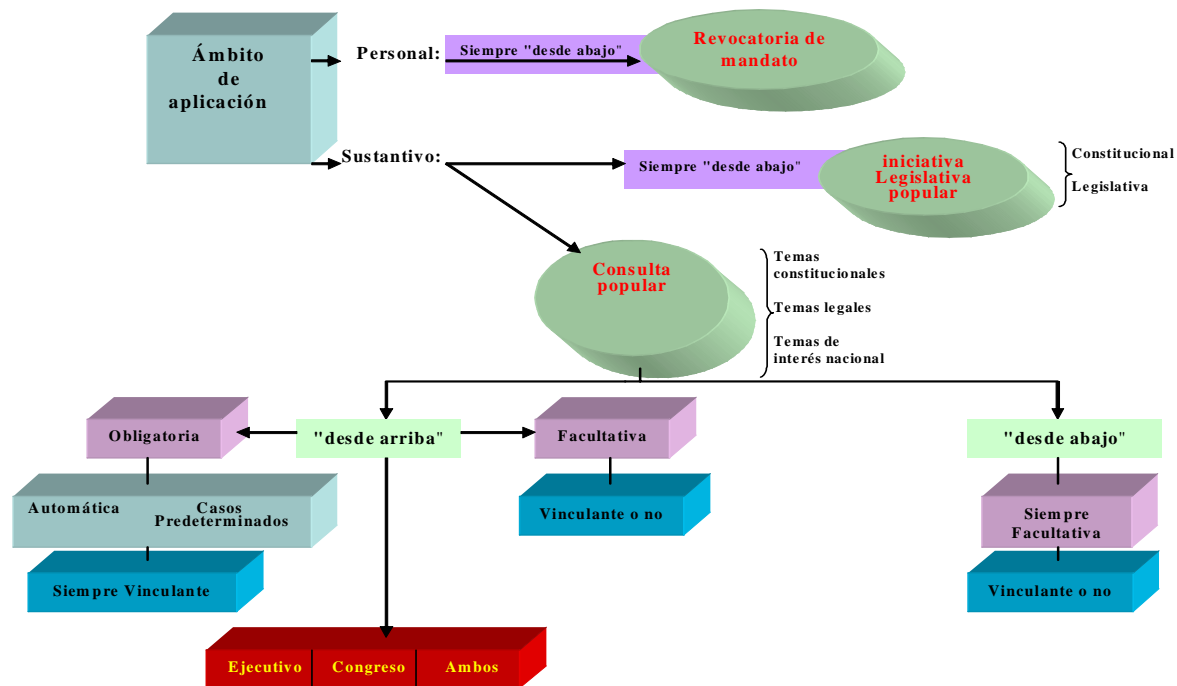 Ámbito
de
aplicación
Personal:
Siempre "desde abajo"
Revocatoria de
mandato
Sustantivo:
Siempre "desde abajo"
iniciativa
Legislativa
popular
Constitucional
Legislativa
Consulta
popular
Temas
constitucionales
Temas legales
Temas de
interés nacional
Obligatoria
"desde arriba"
Facultativa
"desde abajo"
Automática
Casos
Predeterminados
Vinculante o no
Siempre
Facultativa
Siempre Vinculante
Vinculante o no
Ejecutivo
Congreso
Ambos